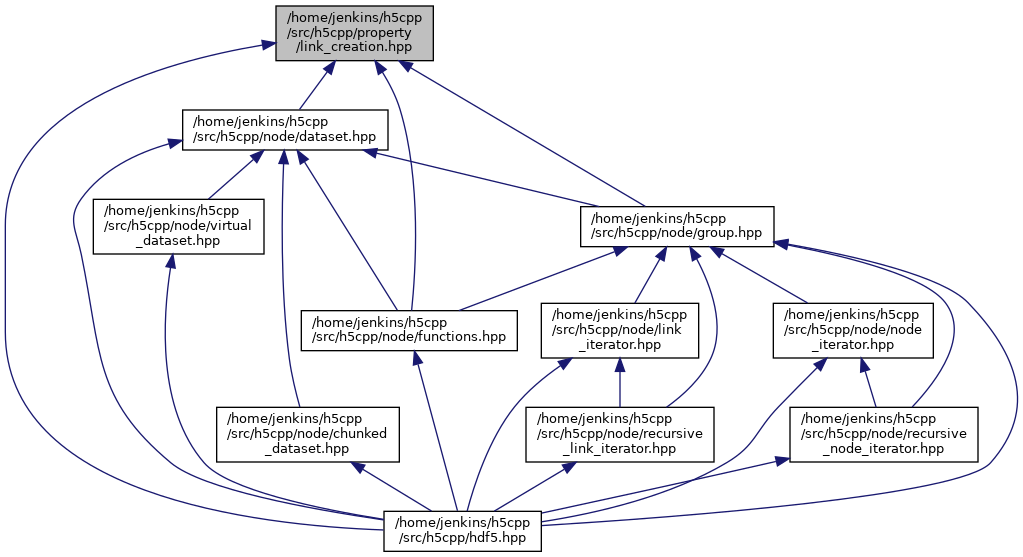 /home/jenkins/h5cpp
/src/h5cpp/property
/link_creation.hpp
/home/jenkins/h5cpp
/src/h5cpp/node/dataset.hpp
/home/jenkins/h5cpp
/src/h5cpp/node/virtual
_dataset.hpp
/home/jenkins/h5cpp
/src/h5cpp/node/group.hpp
/home/jenkins/h5cpp
/src/h5cpp/node/functions.hpp
/home/jenkins/h5cpp
/src/h5cpp/node/link
_iterator.hpp
/home/jenkins/h5cpp
/src/h5cpp/node/node
_iterator.hpp
/home/jenkins/h5cpp
/src/h5cpp/node/chunked
_dataset.hpp
/home/jenkins/h5cpp
/src/h5cpp/node/recursive
_link_iterator.hpp
/home/jenkins/h5cpp
/src/h5cpp/node/recursive
_node_iterator.hpp
/home/jenkins/h5cpp
/src/h5cpp/hdf5.hpp